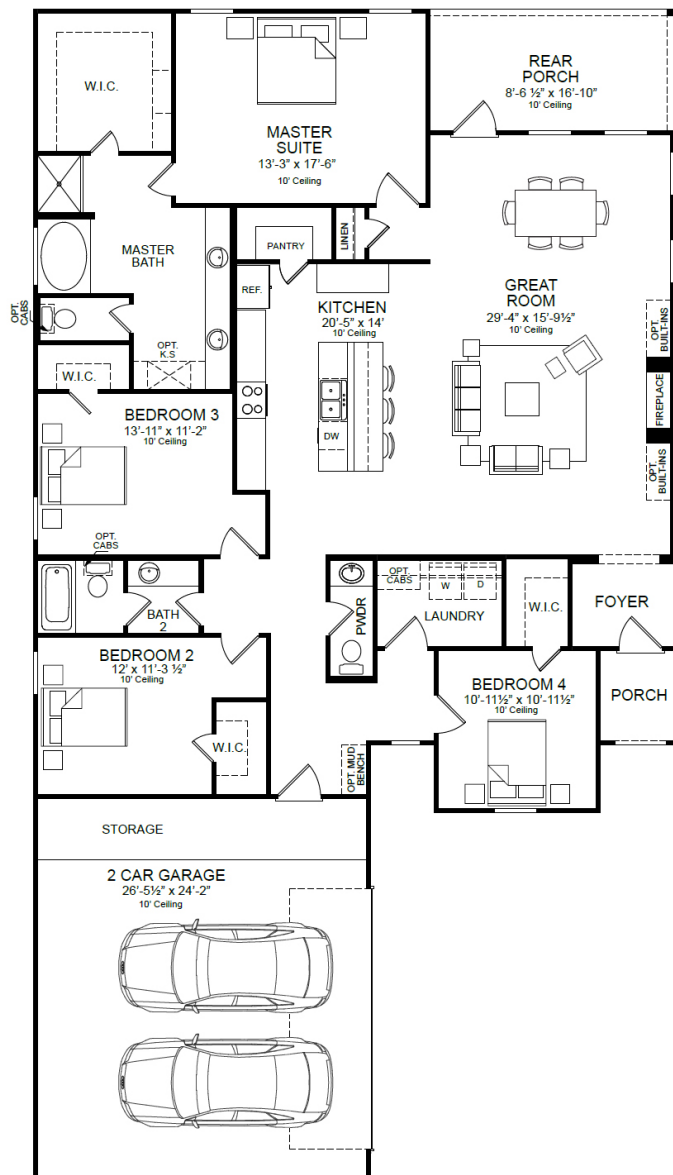 W.I.C.
MASTER
SUITE
13'-3" x 17'-6"
10' Ceiling
REAR
PORCH
8'-6 ½" x 16'-10"
10' Ceiling
MASTER
BATH
PANTRY
LINEN
OPT.
CABS
OPT.
K.S
REF.
KITCHEN
20'-5" x 14'
10' Ceiling
DW
GREAT
ROOM
29'-4" x 15'-9½"
10' Ceiling
OPT.
BUILT-INS
FIREPLACE
OPT.
BUILT-INS
W.I.C.
BEDROOM 3
13'-11" x 11'-2"
10' Ceiling
OPT.
CABS
BATH
2
PWDR
OPT.
CABS
W
D
LAUNDRY
W.I.C.
FOYER
PORCH
BEDROOM 2
12' x 11'-3 ½"
10' Ceiling
W.I.C.
BEDROOM 4
10'-11½" x 10'-11½"
10' Ceiling
OPT. MUD
BENCH
STORAGE
2 CAR GARAGE
26'-5½" x 24'-2"
10' Ceiling